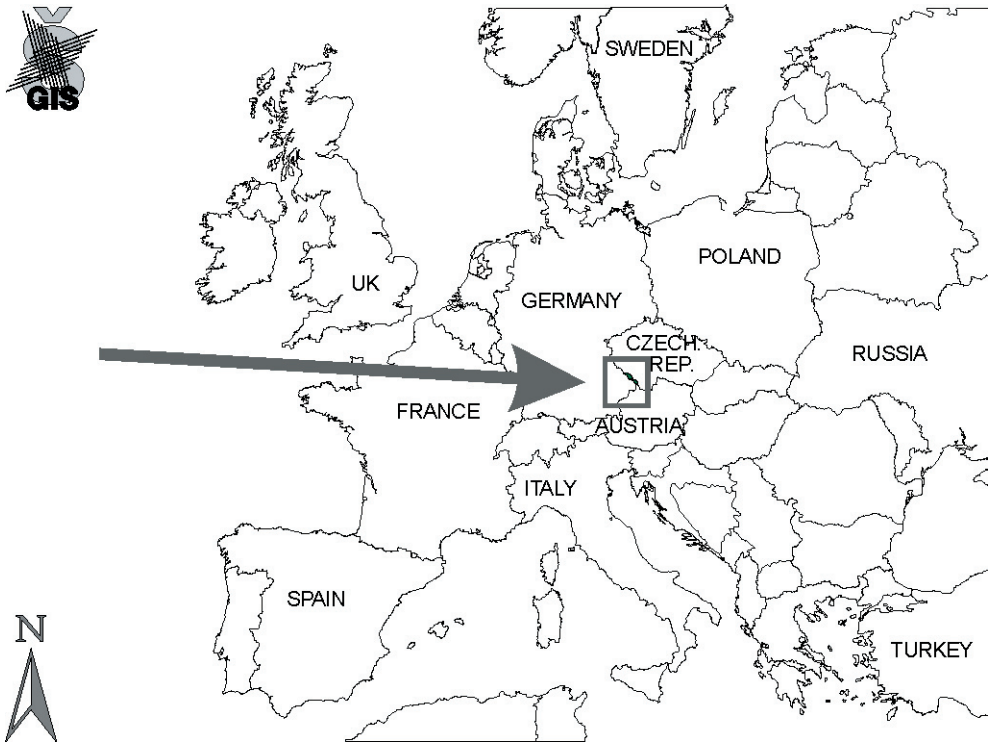 GIS
SWEDEN
POLAND
UK
GERMANY
CZECH.
REP.
RUSSIA
FRANCE
AUSTRIA
ITALY
SPAIN
N
TURKEY